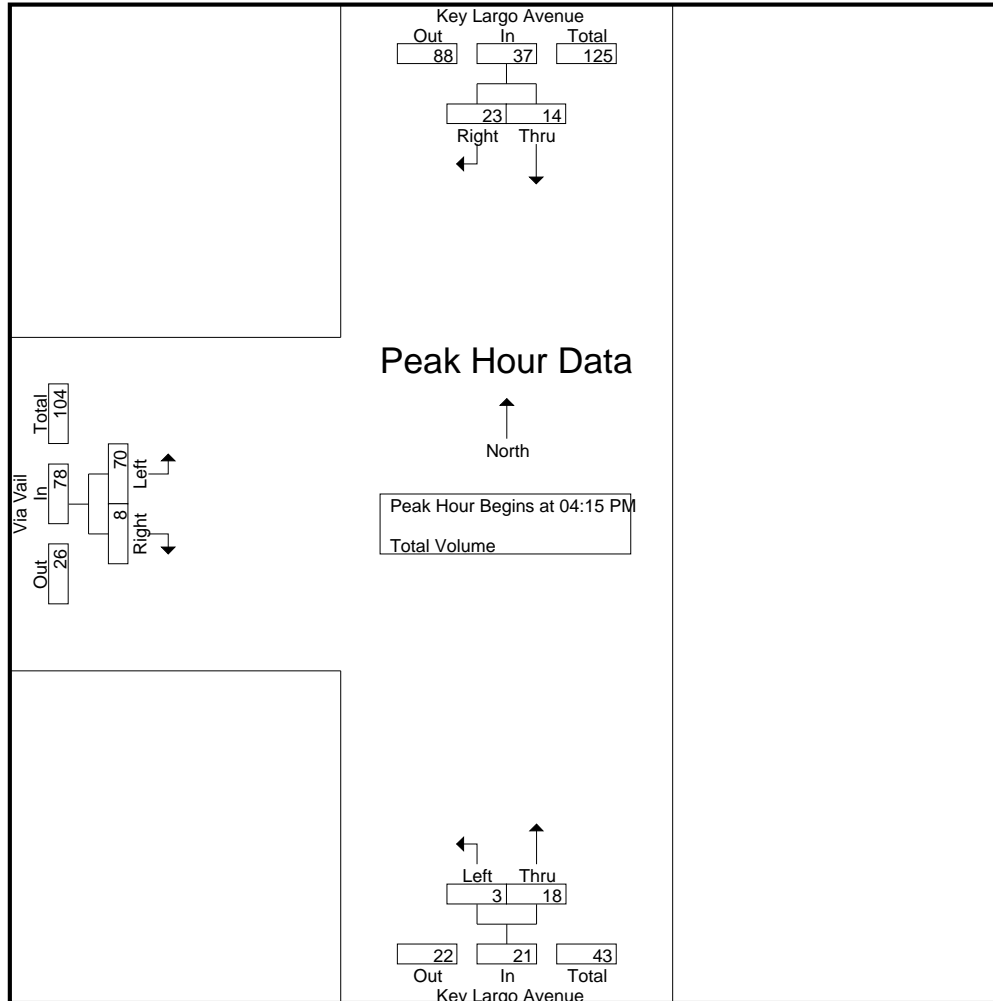 Key Largo Avenue
Out In Total
88 37 125
23 14
Right Thru
Peak Hour Data
North
Peak Hour Begins at 04:15 PM
Total Volume
Via Vail
Total In Out
104 78 26
70 8
Left Right
Left Thru
3 18
22 21 43
Out In Total
Key Largo Avenue